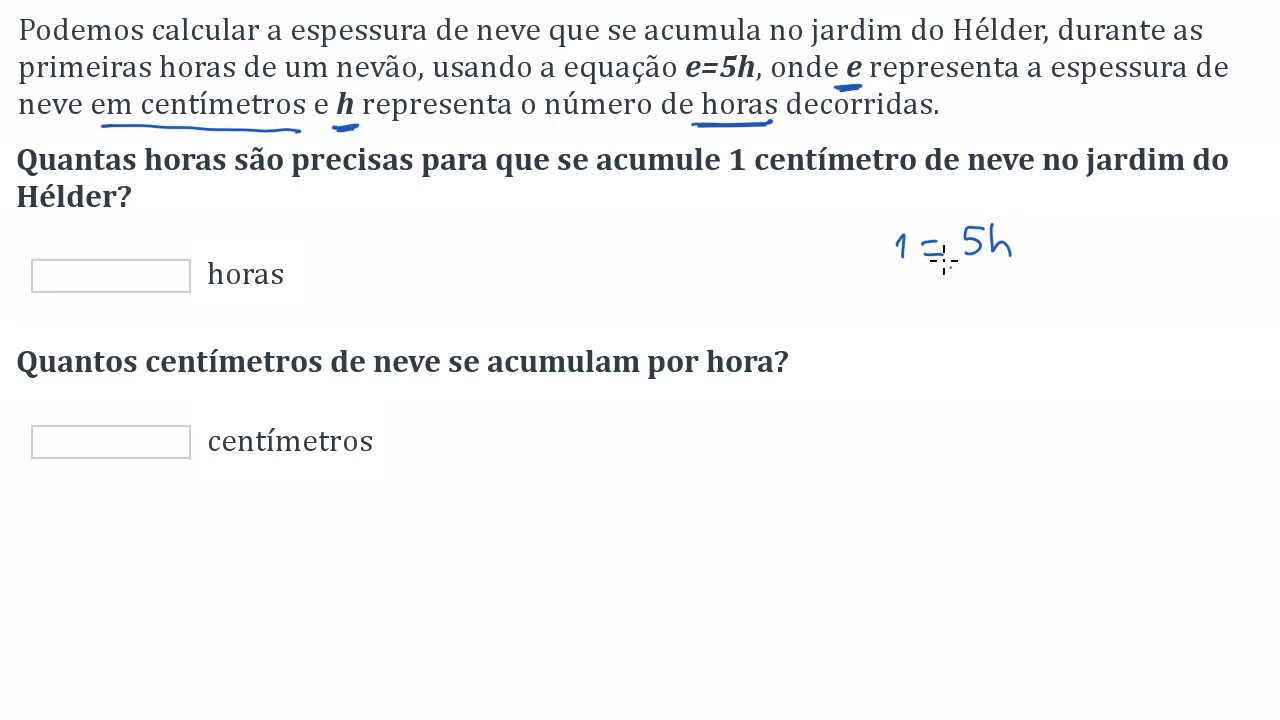 Podemos calcular a espessura de neve que se acumula no jardim do Hélder, durante as
primeiras horas de um nevão, usando a equação e=5h, onde e representa a espessura de
neve em centímetros e h representa o número de horas decorridas.
Quantas horas são precisas para que se acumule 1 centímetro de neve no jardim do
Hélder?
1 = 5h
horas
Quantos centímetros de neve se acumulam por hora?
centímetros